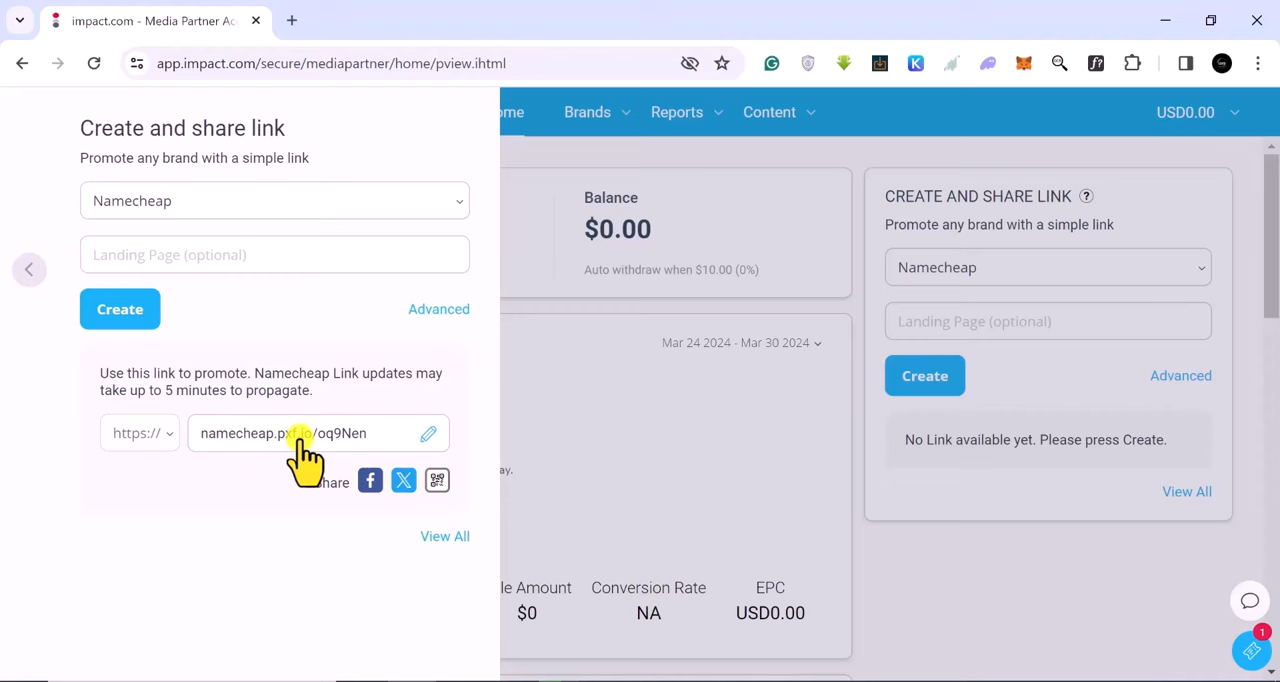 impact.com - Media Partner Ac
app.impact.com/secure/mediapartner/home/pview.ihtml
Create and share link
Promote any brand with a simple link
Namecheap
Landing Page (optional)
Create
Advanced
Use this link to promote. Namecheap Link updates may
take up to 5 minutes to propagate.
https://
namecheap.pxf.io/oq9Nen
hare
View All
ome
Brands
Reports
Content
USD0.00
Balance
$0.00
Auto withdraw when $10.00 (0%)
Mar 24 2024 - Mar 30 2024
ay.
le Amount
Conversion Rate
EPC
$0
NA
USD0.00
CREATE AND SHARE LINK ?
Promote any brand with a simple link
Namecheap
Landing Page (optional)
Create
Advanced
No Link available yet. Please press Create.
View All
1